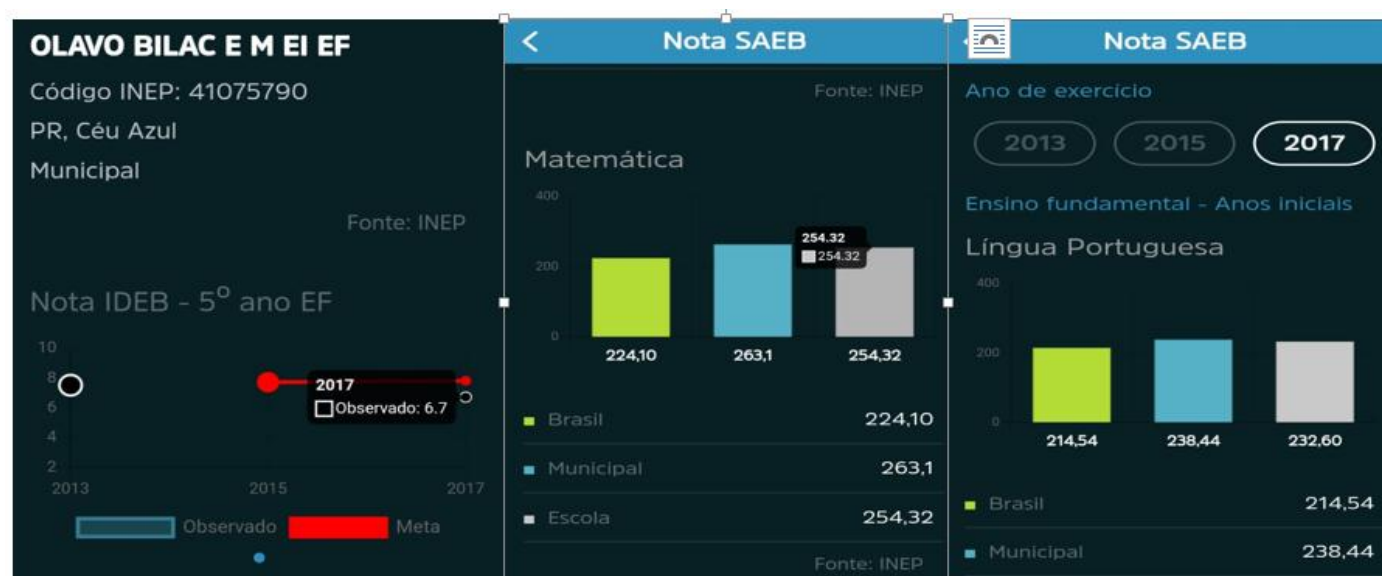 OLAVO BILAC E M EI EF
Código INEP: 41075790
PR, Céu Azul
Municipal
Fonte: INEP
Nota IDEB - 5º ano EF
10
8
6
4
2
2017
Observado: 6.7
2013
2015
2017
Observado
Meta
Nota SAEB
Fonte: INEP
Matemática
400
200
0
254.32
254.32
224,10
263,1
254,32
Brasil
224,10
Municipal
263,1
Escola
254,32
Fonte: INEP
Nota SAEB
Ano de exercício
2013
2015
2017
Ensino fundamental - Anos iniciais
Língua Portuguesa
400
200
0
214,54
238,44
232,60
Brasil
214,54
Municipal
238,44